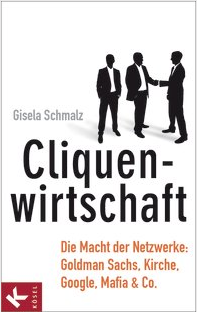 Gisela Schmalz
Cliquen-
wirtschaft
Die Macht der Netzwerke:
Goldman Sachs, Kirche,
Google, Mafia & Co.
KÖSEL